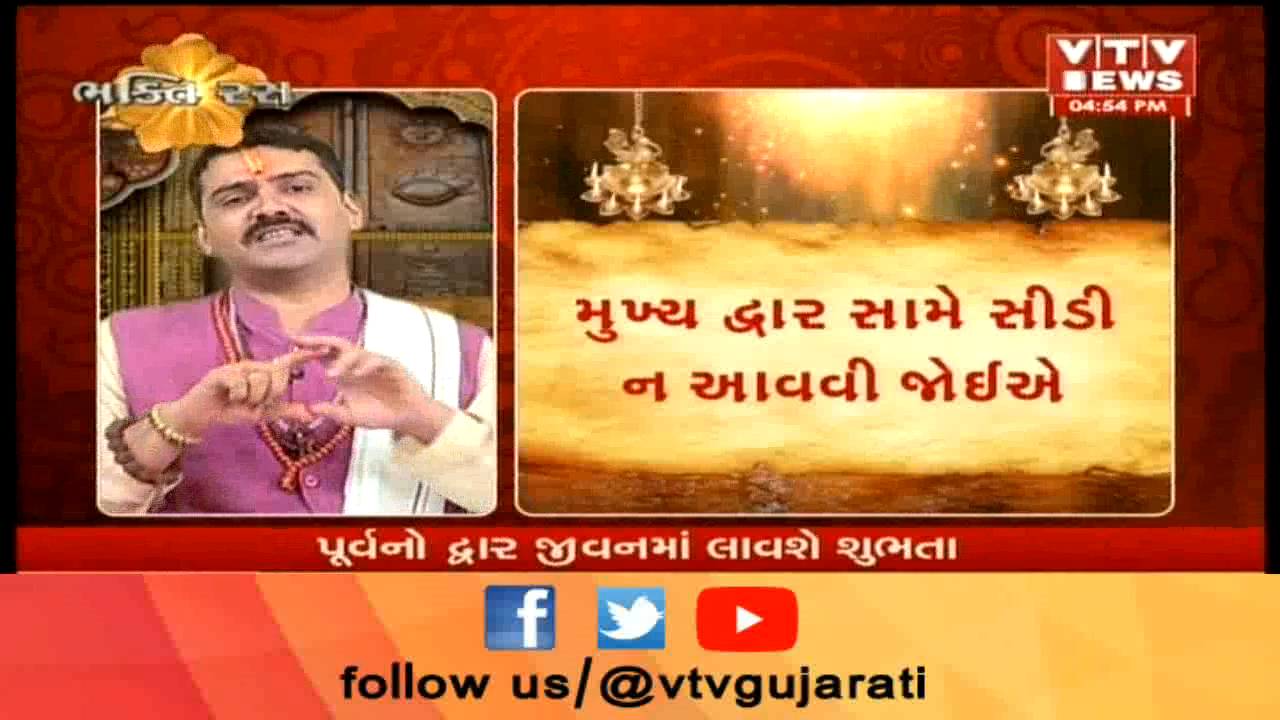 ભક્તિ રસ
VTV
NEWS
04:54 PM
મુખ્ય દ્વાર સામે સીડી
ન આવવી જોઈએ
પૂર્વનો દ્વાર જીવનમાં લાવશે શુભતા
follow us/@vtvgujarati